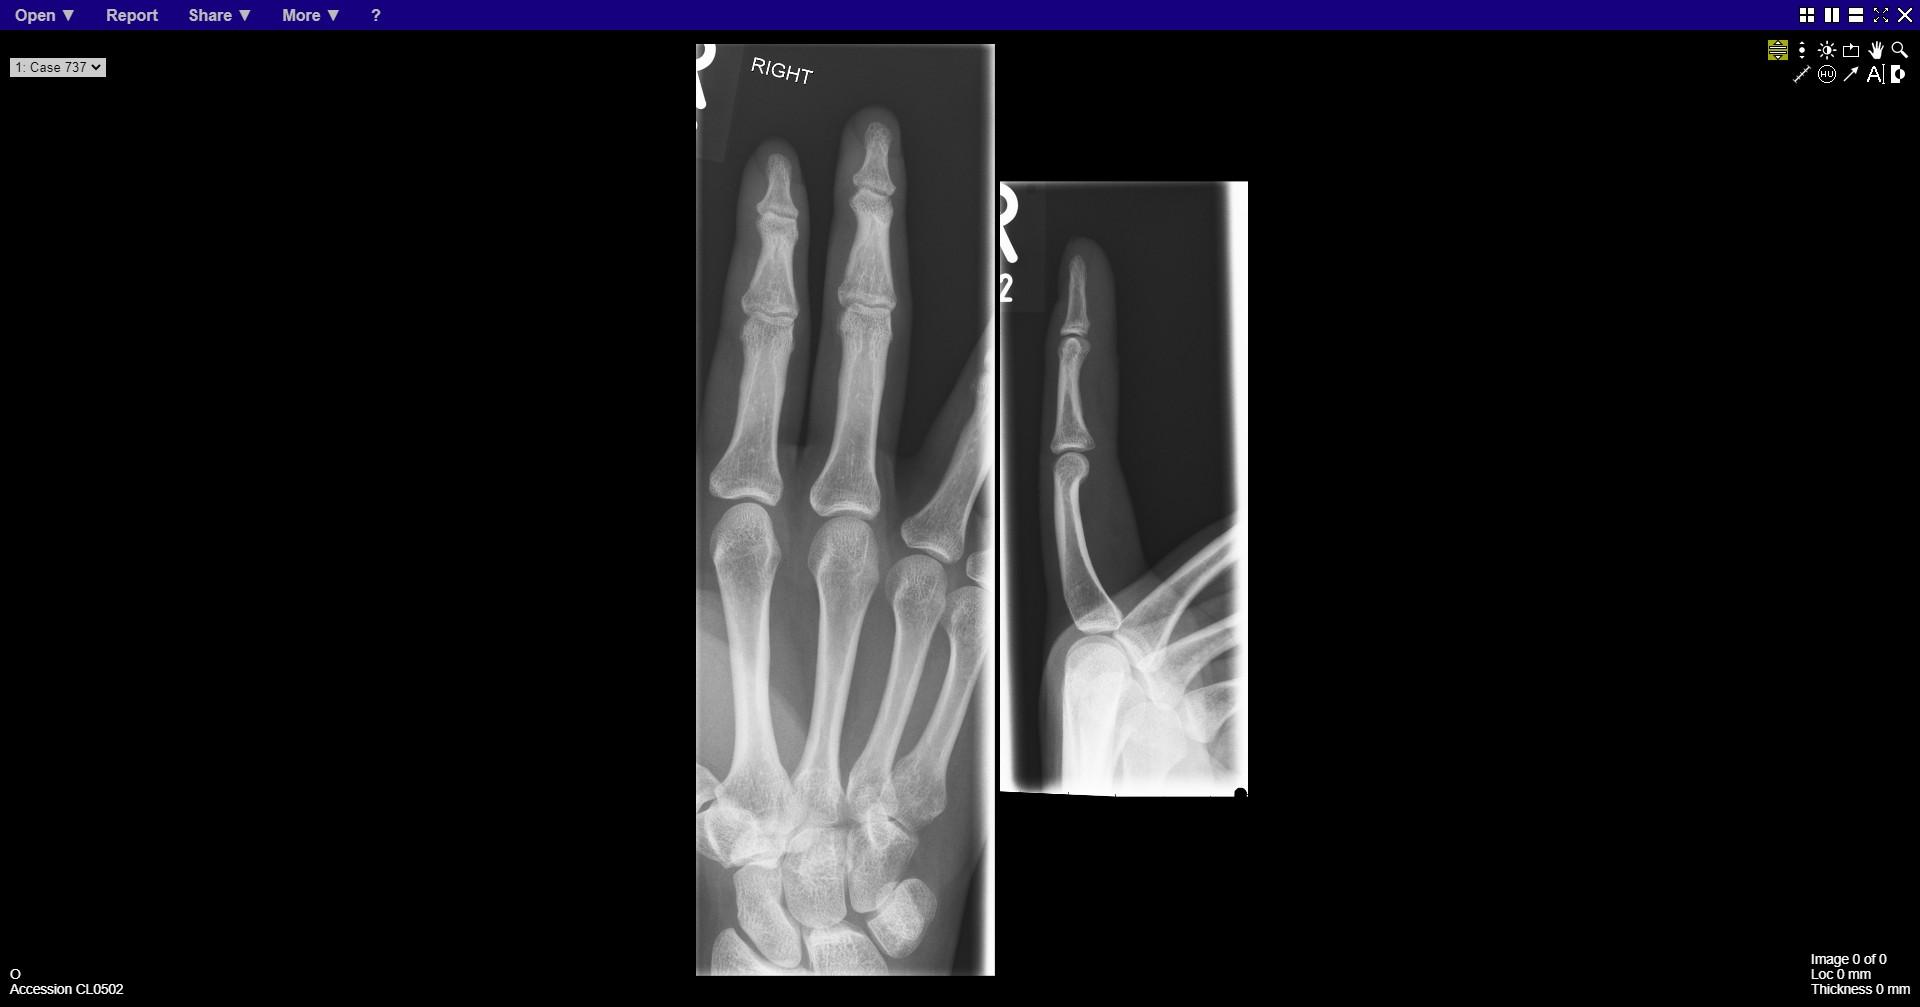 Open ▼ Report Share ▼ More ▼ ?
1: Case 737
RIGHT
R
R
2
HU
A
O
Accession CL0502
Image 0 of 0
Loc 0 mm
Thickness 0 mm